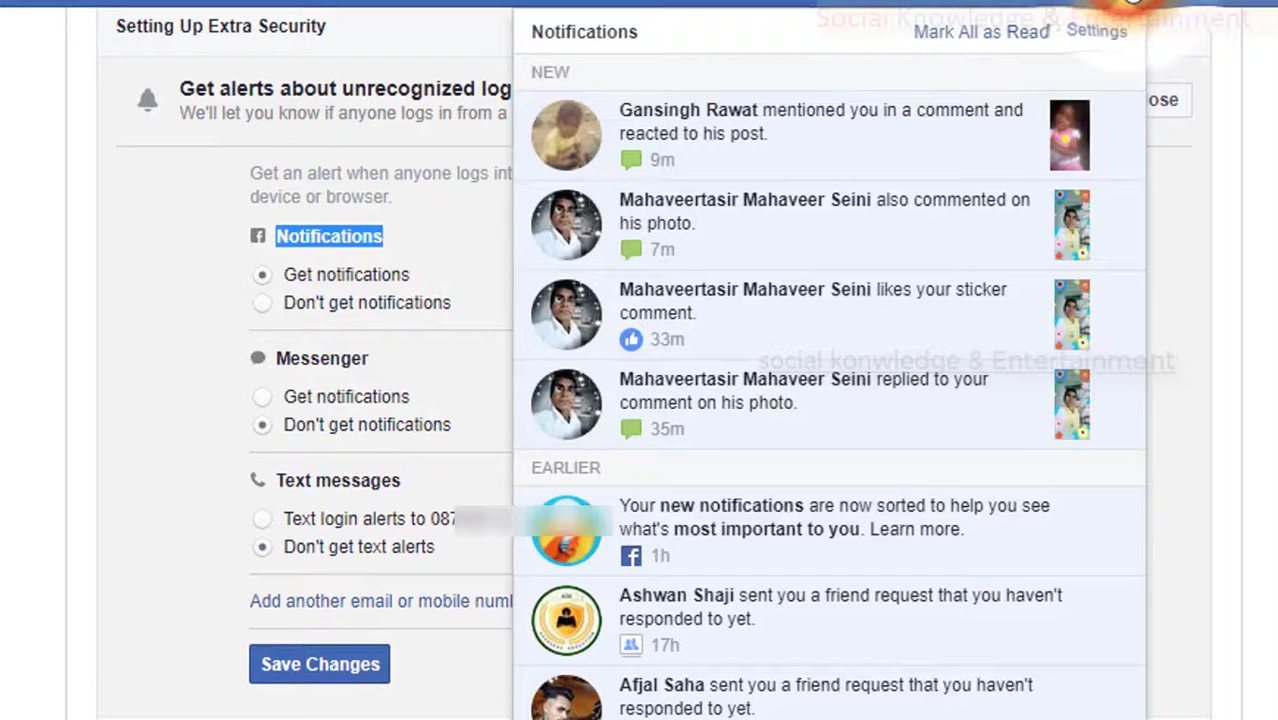 Social Knowledge & Entertainment
Setting Up Extra Security
Get alerts about unrecognized log
We'll let you know if anyone logs in from a
ose
Get an alert when anyone logs int
device or browser.
Notifications
Get notifications
Don't get notifications
Messenger
Get notifications
Don't get notifications
Text messages
Text login alerts to 087
Don't get text alerts
Add another email or mobile numl
Save Changes
Notifications
Mark All as Read · Settings
NEW
Gansingh Rawat mentioned you in a comment and
reacted to his post.
9m
Mahaveertasir Mahaveer Seini also commented on
his photo.
7m
Mahaveertasir Mahaveer Seini likes your sticker
comment.
33m
social konwledge & Entertainment
Mahaveertasir Mahaveer Seini replied to your
comment on his photo.
35m
EARLIER
Your new notifications are now sorted to help you see
what's most important to you. Learn more.
1h
Ashwan Shaji sent you a friend request that you haven't
responded to yet.
17h
Afjal Saha sent you a friend request that you haven't
responded to yet.